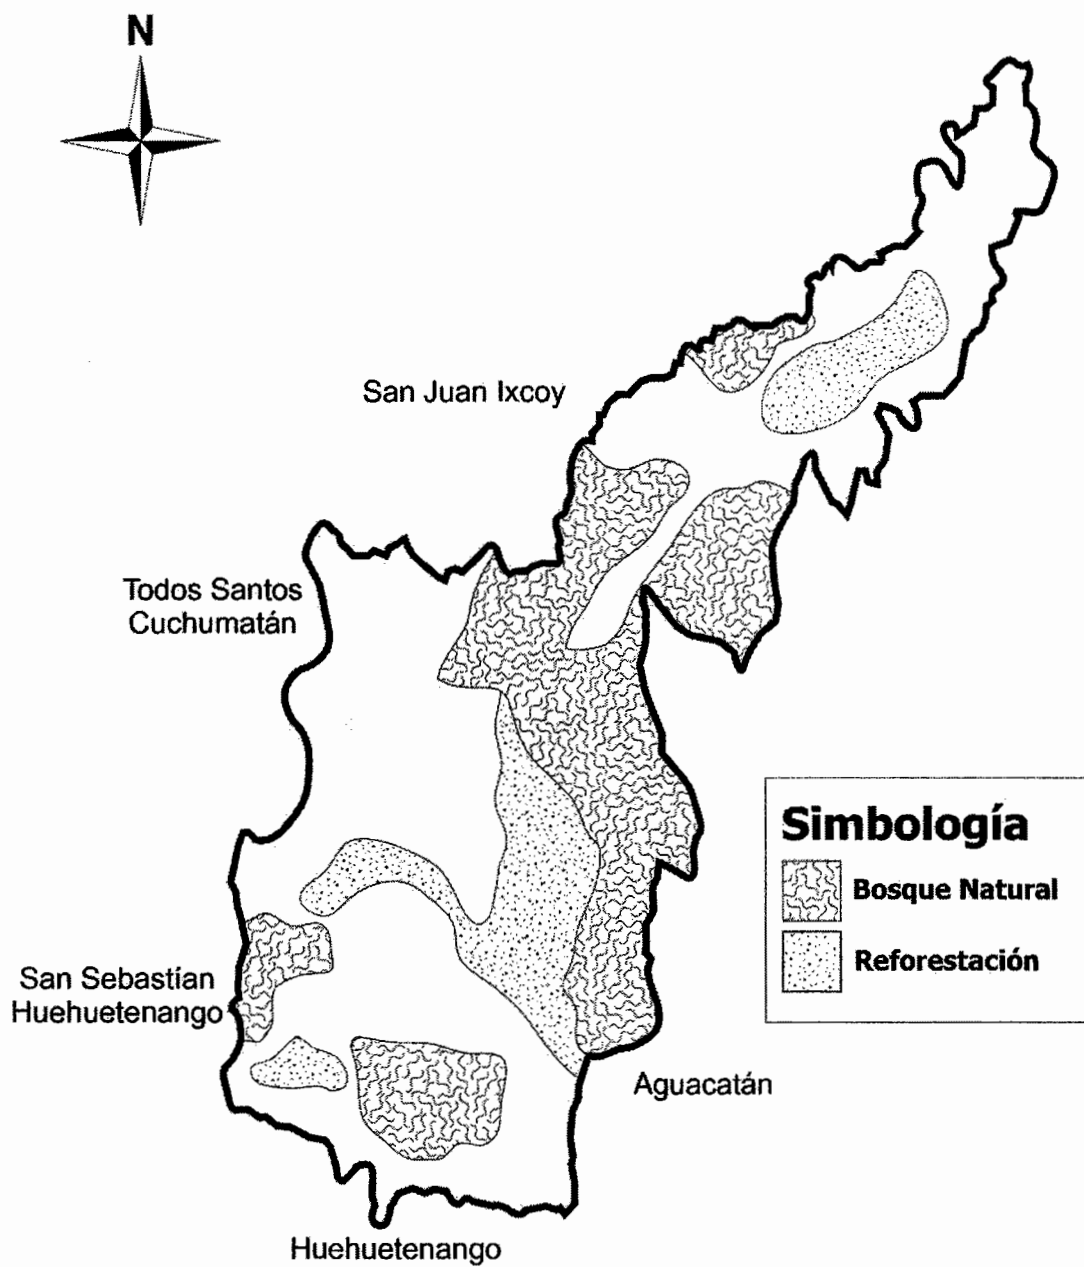 N
San Juan Ixcoy
Todos Santos
Cuchumatán
Simbología
Bosque Natural
Reforestación
San Sebastían
Huehuetenango
Aguacatán
Huehuetenango